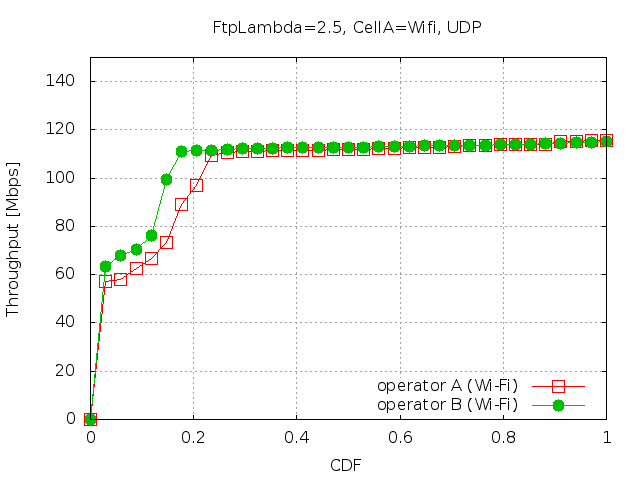 FtpLambda=2.5, CellA=Wifi, UDP
Throughput [Mbps]
140
120
100
80
60
40
20
0
operator A (Wi-Fi)
operator B (Wi-Fi)
0 0.2 0.4 0.6 0.8 1
CDF